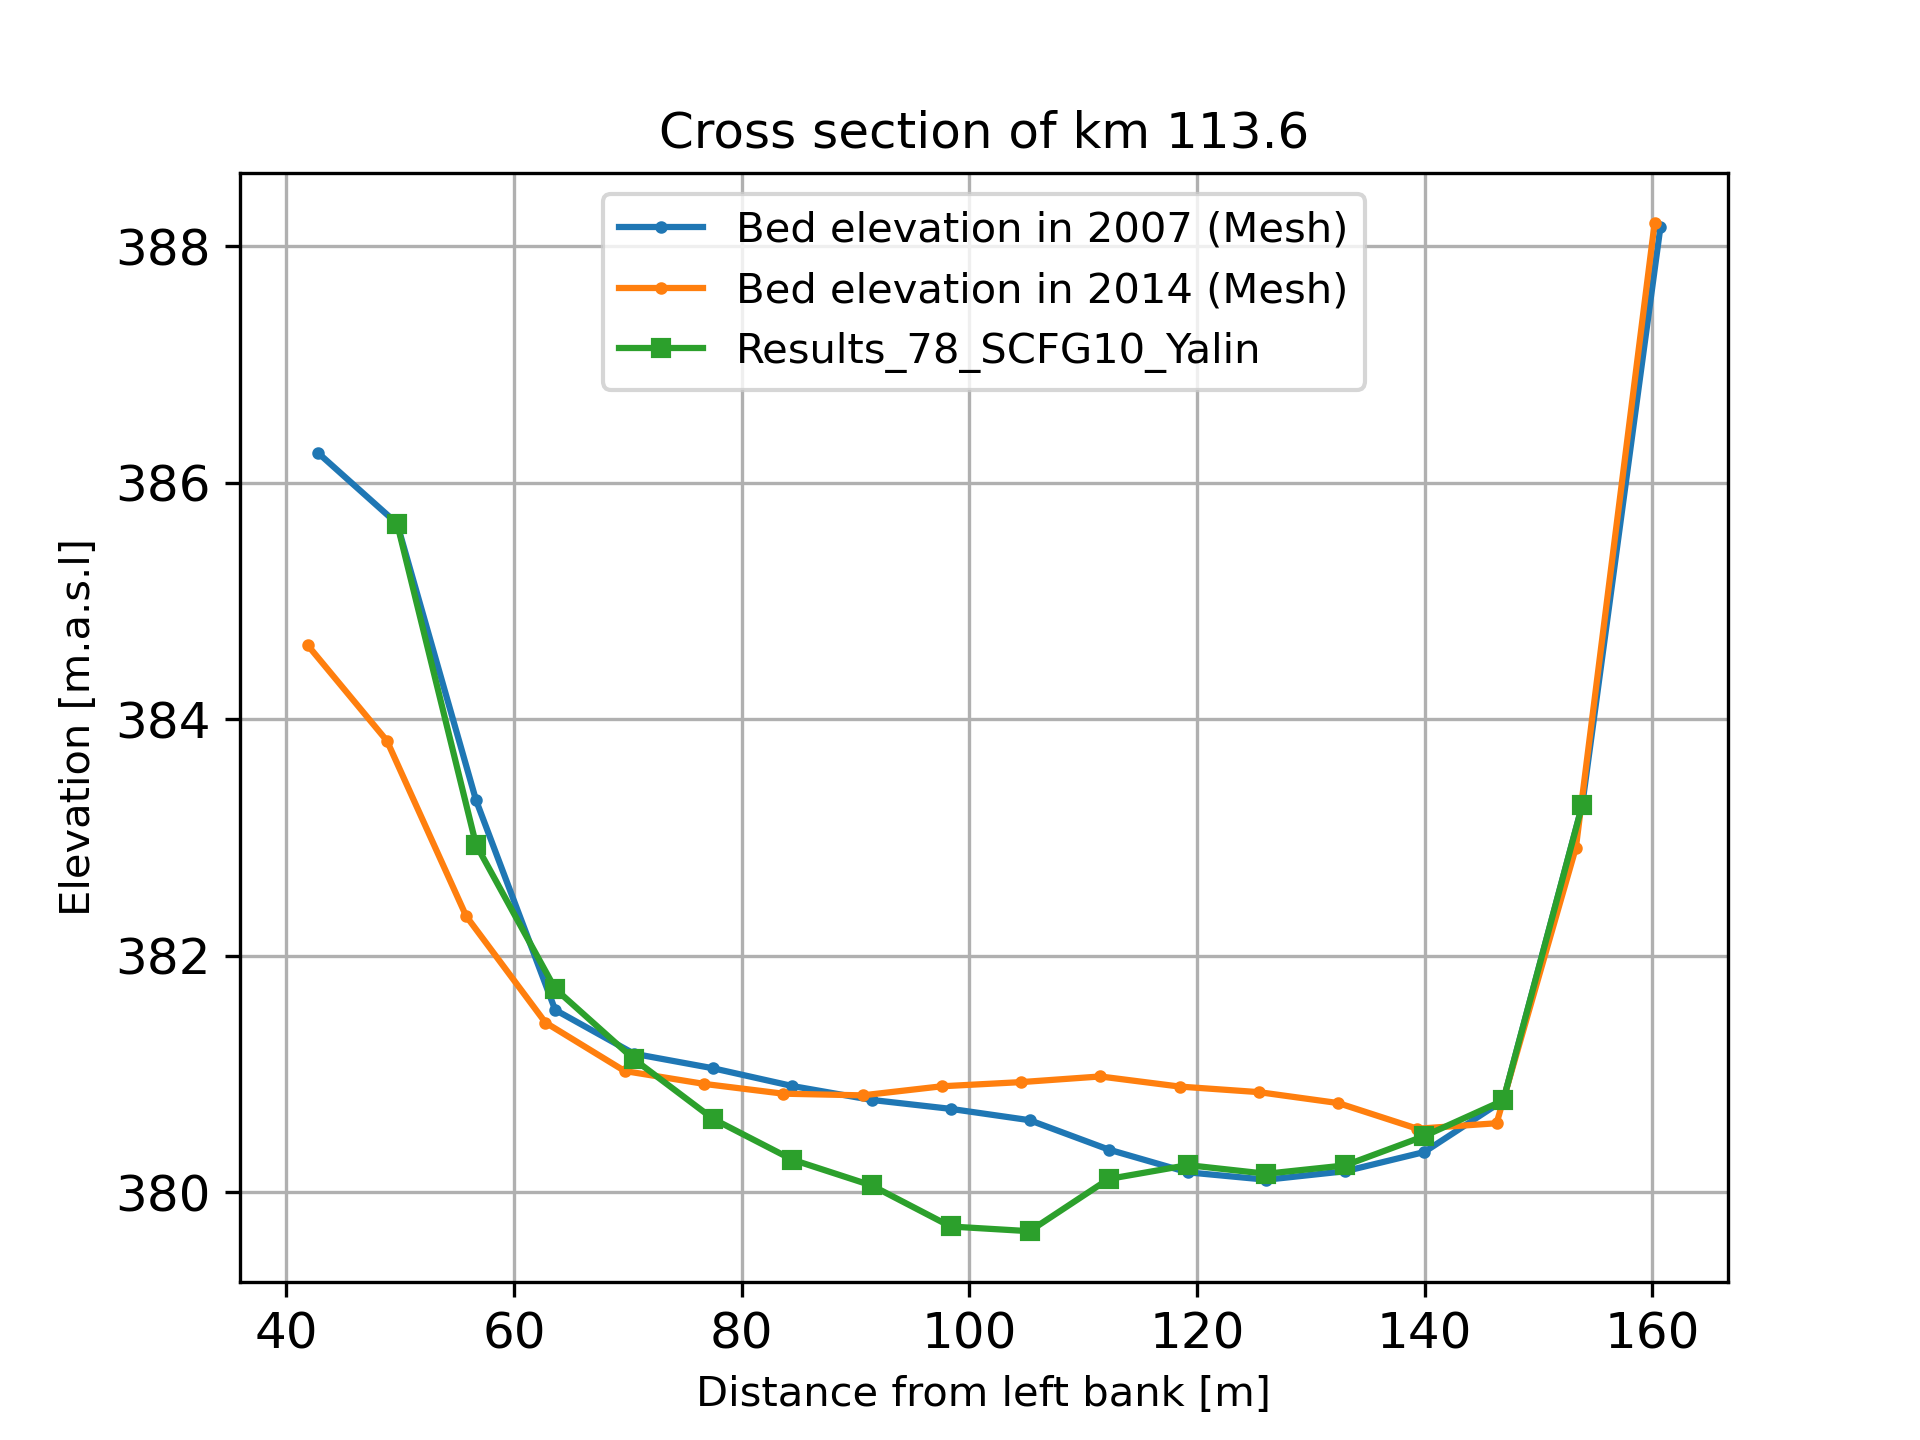 Cross section of km 113.6
Bed elevation in 2007 (Mesh)
Bed elevation in 2014 (Mesh)
Results_78_SCFG10_Yalin
388
386
384
382
380
Elevation [m.a.s.l]
40 60 80 100 120 140 160
Distance from left bank [m]